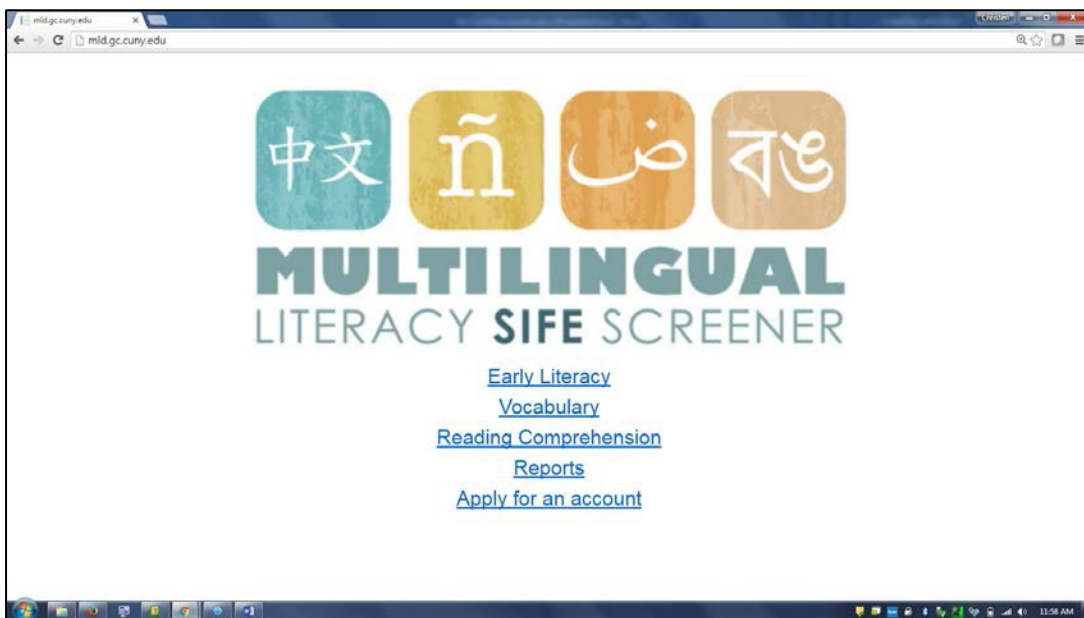 mld.gc.cuny.edu
Christen
mld.gc.cuny.edu
中文 ñ ض বঙ
MULTILINGUAL
LITERACY SIFE SCREENER
Early Literacy
Vocabulary
Reading Comprehension
Reports
Apply for an account
11:58 AM